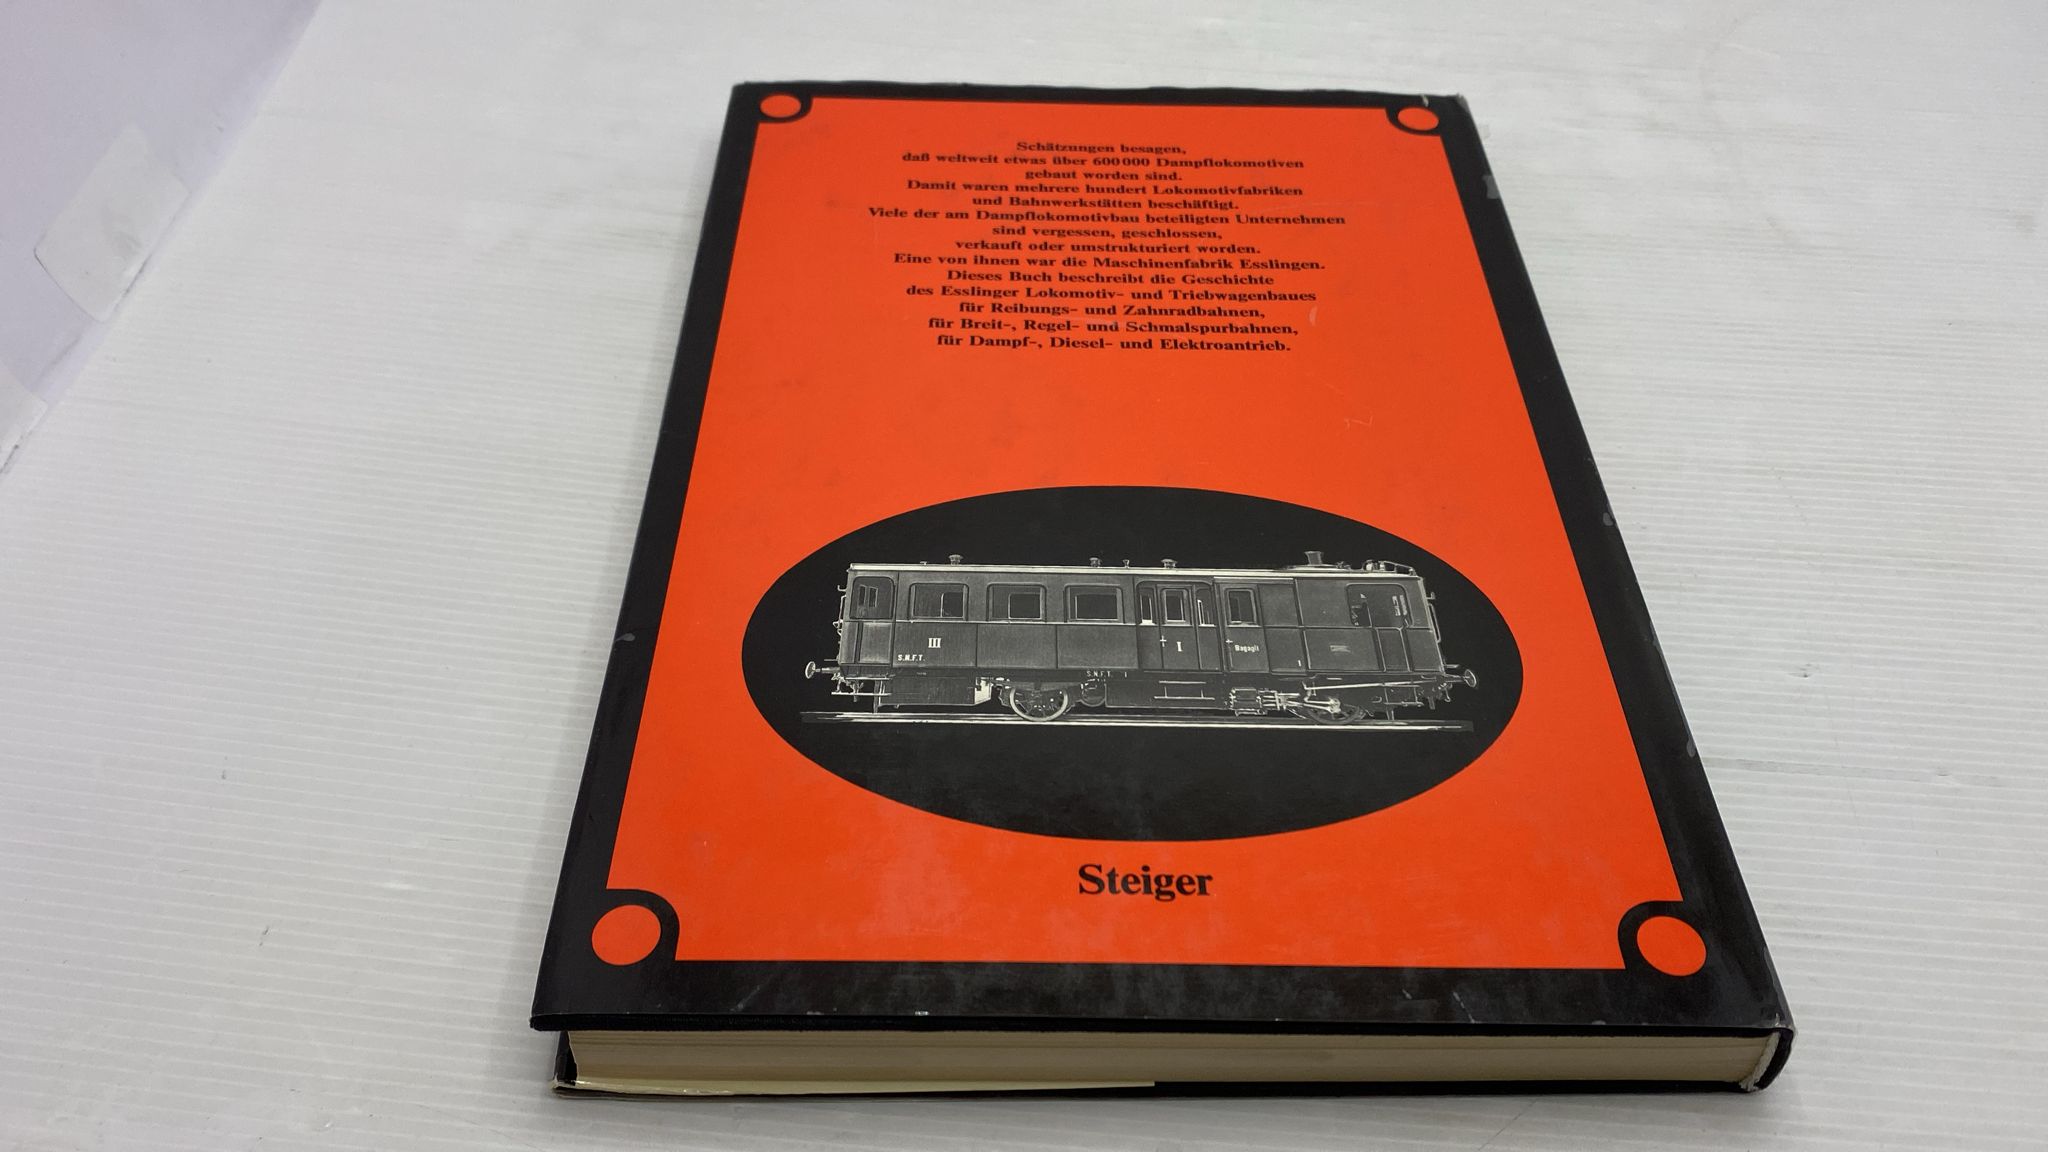 Schätzungen besagen,
daß weltweit etwas über 600 000 Dampflokomotiven
gebaut worden sind.
Damit waren mehrere hundert Lokomotivfabriken
und Bahnwerkstätten beschäftigt.
Viele der am Dampflokomotivbau beteiligten Unternehmen
sind vergessen, geschlossen,
verkauft oder umstrukturiert worden.
Eine von ihnen war die Maschinenfabrik Esslingen.
Dieses Buch beschreibt die Geschichte
des Esslinger Lokomotiv- und Triebwagenbaues
für Reibungs- und Zahnradbahnen,
für Breit-, Regel- und Schmalspurbahnen,
für Dampf-, Diesel- und Elektroantrieb.
III
I
Bagagli
S.N.F.T.
S.N.F.T. 1
Steiger